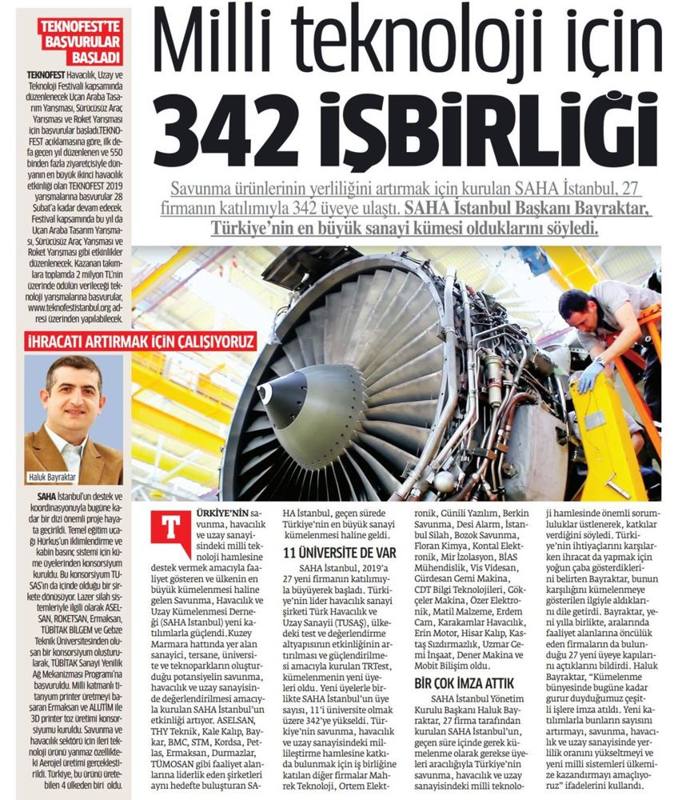 TEKNOFEST'TE
BAŞVURULAR
BAŞLADI
TEKNOFEST Havacılık, Uzay ve
Teknoloji Festivali kapsamında
düzenlenecek Uçan Araba Tasa-
rım Yarışması, Sürücüsüz Araç
Yarışması ve Roket Yarışması
için başvurular başladı.TEKNO-
FEST açıklamasına göre, ilk de-
fa geçen yıl düzenlenen ve 550
binden fazla ziyaretçisiyle dün-
yanın en büyük ikinci havacılık
etkinliği olan TEKNOFEST 2019
yarışmalarına başvurular 28
Şubat'a kadar devam edecek.
Festival kapsamında bu yıl da
Uçan Araba Tasarım Yarışma-
sı, Sürücüsüz Araç Yarışması ve
Roket Yarışması gibi etkinlikler
düzenlenecek. Kazanan takım-
lara toplamda 2 milyon TL'nin
üzerinde ödülün verileceği tek-
noloji yarışmalarına başvurular,
www.teknofestistanbul.org ad-
resi üzerinden yapılabilecek.
Milli teknoloji için
342 İŞBİRLİĞİ
Savunma ürünlerinin yerliliğini artırmak için kurulan SAHA İstanbul, 27
firmanın katılımıyla 342 üyeye ulaştı. SAHA İstanbul Başkanı Bayraktar,
Türkiye'nin en büyük sanayi kümesi olduklarını söyledi.
İHRACATI ARTIRMAK İÇİN ÇALIŞIYORUZ
Haluk Bayraktar
SAHA İstanbul'un destek ve
koordinasyonuyla bugüne ka-
dar bir dizi önemli proje haya-
ta geçirildi. Temel eğitim uça-
ğı Hürkuş'un iklimlendirme ve
kabin basınç sistemi için kü-
me üyelerinden konsorsiyum
kuruldu. Bu konsorsiyum TU-
SAŞ'ın da içinde olduğu bir şir-
kete dönüşüyor. Lazer silah sis-
temleriyle ilgili olarak ASEL-
SAN, ROKETSAN, Ermaksan,
TÜBİTAK BİLGEM ve Gebze
Teknik Üniversitesinden olu-
şan bir konsorsiyum oluşturu-
larak, TÜBİTAK Sanayi Yenilik
Ağ Mekanizması Programı'na
başvuruldu. Milli katmanlı ti-
tanyum printer üretmeyi ba-
şaran Ermaksan ve ALUTİM ile
3D printer toz üretimi konsor-
siyumu kuruldu. Savunma ve
havacılık sektörü için ileri tek-
noloji ürünü yanmaz özellikte-
ki Aerojel üretimi gerçekleşti-
rildi. Türkiye, bu ürünü ürete-
bilen 4 ülkeden biri oldu.
TÜRKİYE'NİN sa-
vunma, havacılık
ve uzay sanayisin-
deki milli tek-
noloji hamlesine
destek vermek amacıyla faali-
yet gösteren ve ülkenin en
büyük kümelenmesi haline
gelen Savunma, Havacılık ve
Uzay Kümelenmesi Derne-
ği (SAHA İstanbul) yeni ka-
tılımlarla güçlendi. Kuzey
Marmara hattında yer alan
sanayici, tersane, üniversi-
te ve teknoparkların oluştur-
duğu potansiyelin savunma,
havacılık ve uzay sanayisin-
de değerlendirilmesi amacıy-
la kurulan SAHA İstanbul'un
etkinliği artıyor. ASELSAN,
THY Teknik, Kale Kalıp, Bay-
kar, BMC, STM, Kordsa, Pet-
las, Ermaksan, Durmazlar,
TÜMOSAN gibi faaliyet alan-
larına liderlik eden şirketleri
aynı hedefte buluşturan SA-
HA İstanbul, geçen sürede
Türkiye'nin en büyük sanayi
kümelenmesi haline geldi.
11 ÜNİVERSİTE DE VAR
SAHA İstanbul, 2019'a
27 yeni firmanın katılımıy-
la büyüyerek başladı. Türki-
ye'nin lider havacılık sanayi
şirketi Türk Havacılık ve
Uzay Sanayii (TUSAŞ), ülke-
deki test ve değerlendirme
altyapısının etkinliğinin ar-
tırılması ve güçlendirilme-
si amacıyla kurulan TRTest,
kümelenmenin yeni üye-
leri oldu. Yeni üyelerle bir-
likte SAHA İstanbul'un üye
sayısı, 11'i üniversite olmak
üzere 342'ye yükseldi. Türki-
ye'nin savunma, havacılık
ve uzay sanayisindeki mil-
lileştirme hamlesine katkı-
da bulunmak için iş birliğine
katılan diğer firmalar Mah-
rek Teknoloji, Ortem Elekt-
ronik, Günili Yazılım, Berkin
Savunma, Desi Alarm, İstan-
bul Silah, Bozok Savunma,
Floran Kimya, Kontal Elekt-
ronik, Mir İzolasyon, BİAS
Mühendislik, Vis Videsan,
Gürdesan Gemi Makina,
CDT Bilgi Teknolojileri, Gök-
çeler Makina, Özer Elektro-
nik, Matil Malzeme, Erdem
Cam, Karakamlar Havacılık,
Erin Motor, Hisar Kalıp, Kas-
taş Sızdırmazlık, Uzmar Ge-
mi İnşaat, Dener Makina ve
Mobit Bilişim oldu.
BİR ÇOK İMZA ATTIK
SAHA İstanbul Yönetim
Kurulu Başkanı Haluk Bay-
raktar, 27 firma tarafından
kurulan SAHA İstanbul'un,
geçen süre içinde gerek kü-
melenme olarak gerekse üye-
leri aracılığıyla Türkiye'nin
savunma, havacılık ve uzay
sanayisindeki milli teknolo-
ji hamlesinde önemli sorum-
luluklar üstlenerek, katkılar
verdiğini söyledi. Türki-
ye'nin ihtiyaçlarını karşılar-
ken ihracat da yapmak için
yoğun çaba gösterdikleri-
ni belirten Bayraktar, bunun
karşılığını kümelenmeye
gösterilen ilgiyle aldıkları-
nı dile getirdi. Bayraktar, ye-
ni yılla birlikte, aralarında
faaliyet alanlarının öncülük
eden firmaların da bulun-
duğu 27 yeni üyeye kapıla-
rını açtıklarını bildirdi. Haluk
Bayraktar, "Kümelenme
bünyesinde bugüne kadar
gurur duyduğumuz çeşit-
li işlere imza atıldı. Yeni ka-
tılımlarla bunların sayısını
artırmayı, savunma, havacı-
lık ve uzay sanayisinde yer-
lilik oranını yükseltmeyi ve
yeni milli sistemleri ülkemi-
ze kazandırmayı amaçlıyo-
ruz" ifadelerini kullandı.